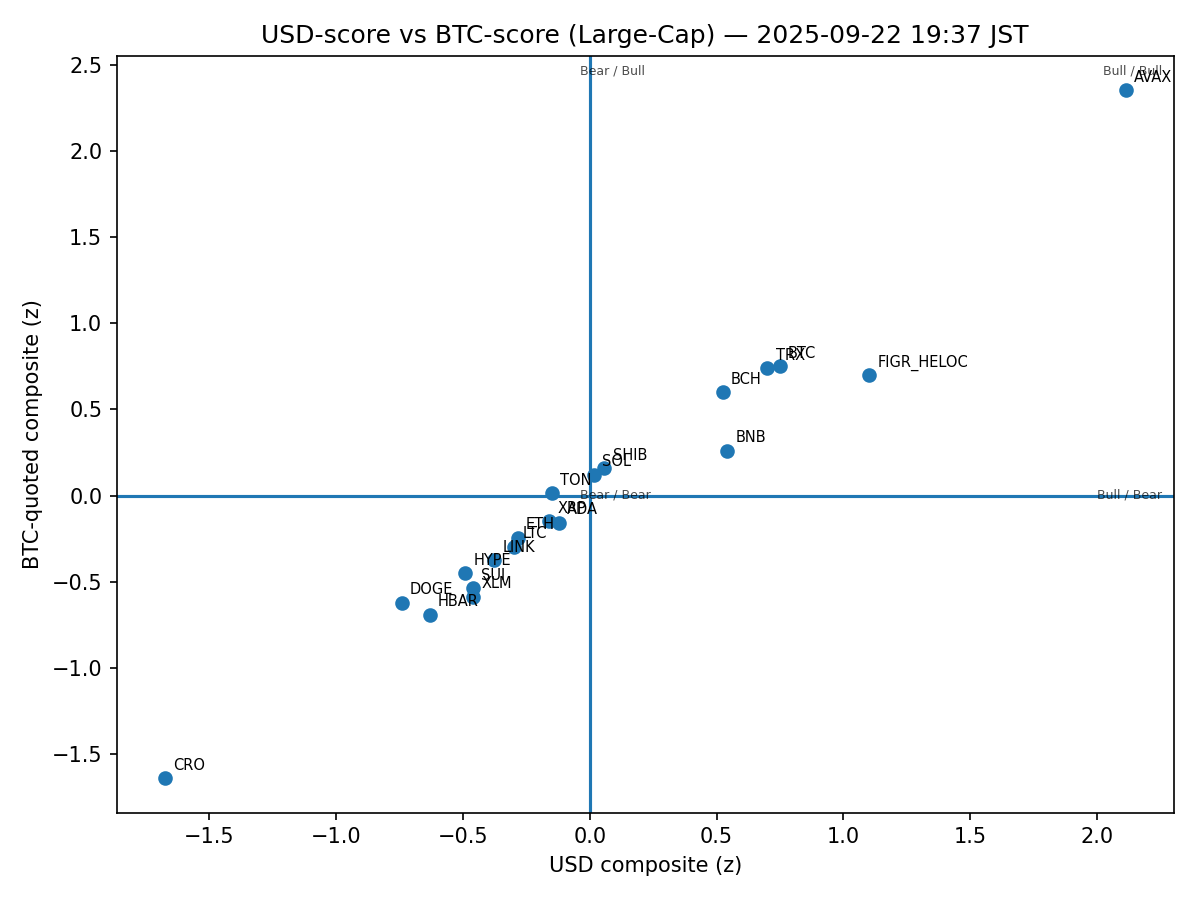 USD-score vs BTC-score (Large-Cap) — 2025-09-22 19:37 JST
BTC-quoted composite (z)
2.5
2.0
1.5
1.0
0.5
0.0
−0.5
−1.0
−1.5
Bear / Bull
Bull / Bull
AVAX
TRX
BTC
FIGR_HELOC
BCH
BNB
SHIB
SOL
TON
Bear / Bear
Bull / Bear
XRP
ADA
ETH
LTC
LINK
HYPE
SUI
XLM
DOGE
HBAR
CRO
−1.5
−1.0
−0.5
0.0
0.5
1.0
1.5
2.0
USD composite (z)